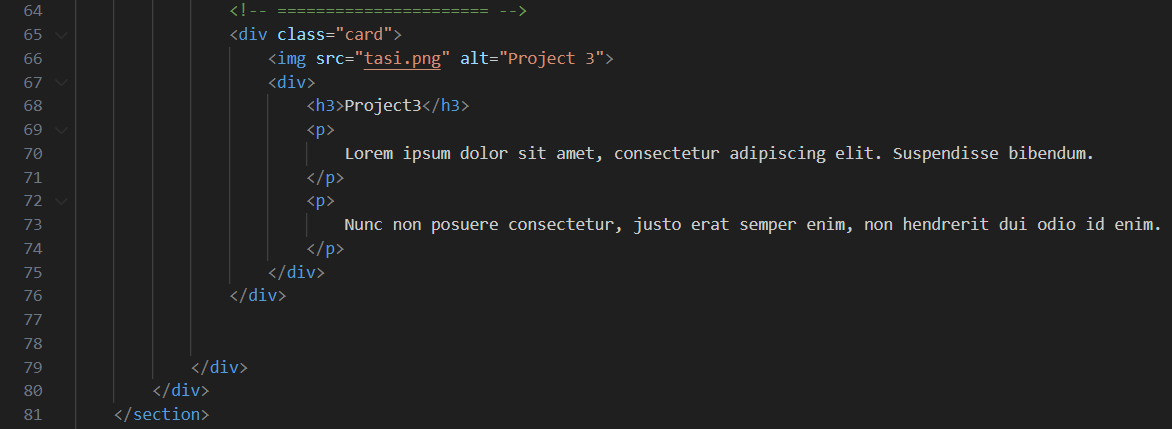 64 <!-- ====================== -->
65 <div class="card">
66 <img src="tasi.png" alt="Project 3">
67 <div>
68 <h3>Project3</h3>
69 <p>
70 Lorem ipsum dolor sit amet, consectetur adipiscing elit. Suspendisse bibendum.
71 </p>
72 <p>
73 Nunc non posuere consectetur, justo erat semper enim, non hendrerit dui odio id enim.
74 </p>
75 </div>
76 </div>
77
78
79 </div>
80 </div>
81 </section>